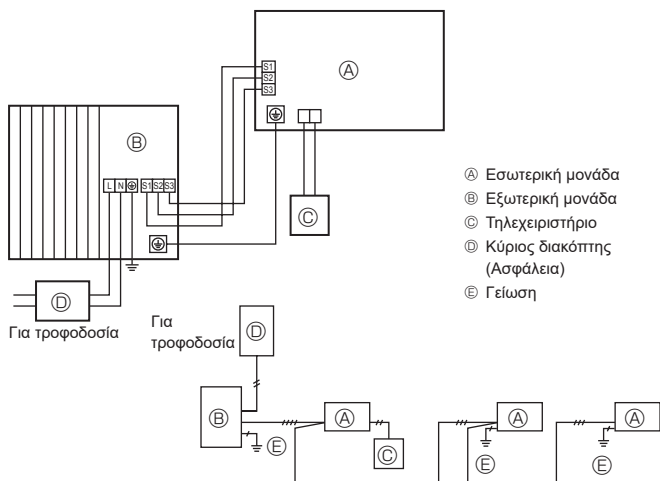 S1
S2
S3
Ⓐ
Ⓑ
L N S1 S2 S3
Ⓒ
Ⓓ
Για τροφοδοσία
Ⓐ Εσωτερική μονάδα
Ⓑ Εξωτερική μονάδα
Ⓒ Τηλεχειριστήριο
Ⓓ Κύριος διακόπτης
(Ασφάλεια)
Ⓔ Γείωση
Για
τροφοδοσία
Ⓓ
Ⓑ
Ⓐ
Ⓔ
Ⓒ
Ⓐ
Ⓔ
Ⓐ
Ⓔ